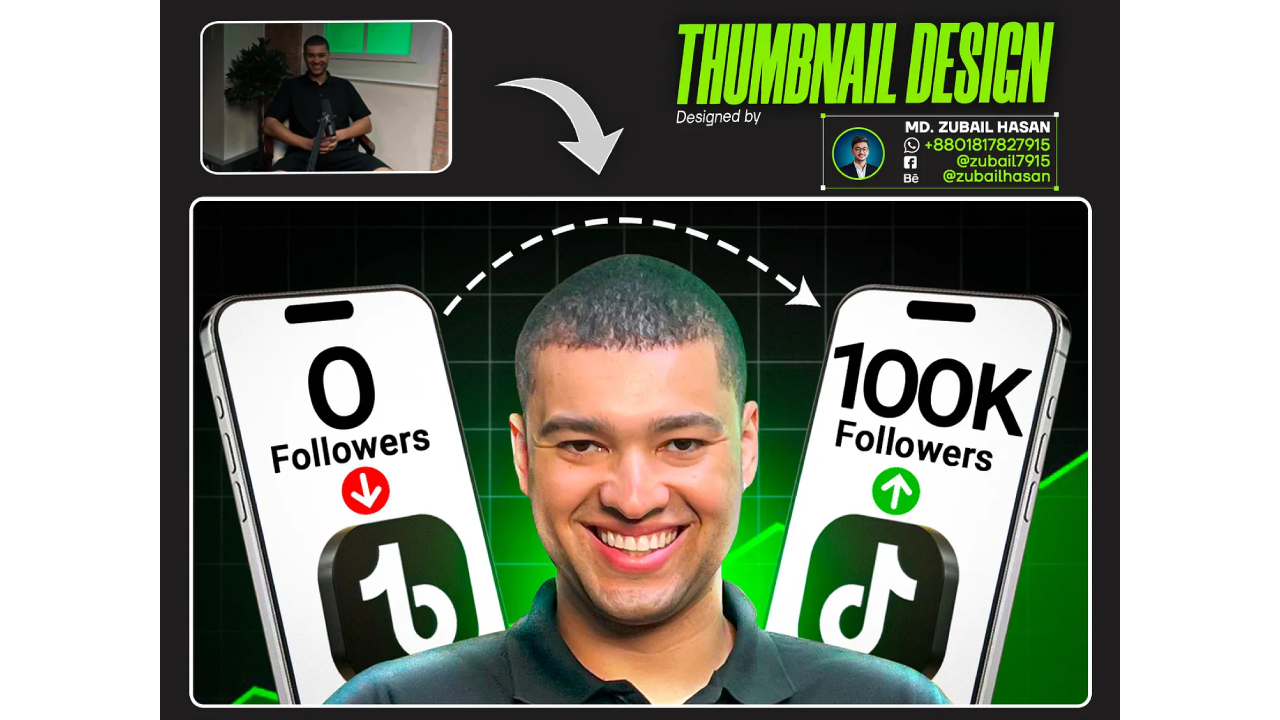 THUMBNAIL DESIGN
Designed by
MD. ZUBAIL HASAN
+8801817827915
@zubail7915
Bē @zubailhasan
0
Followers
100K
Followers